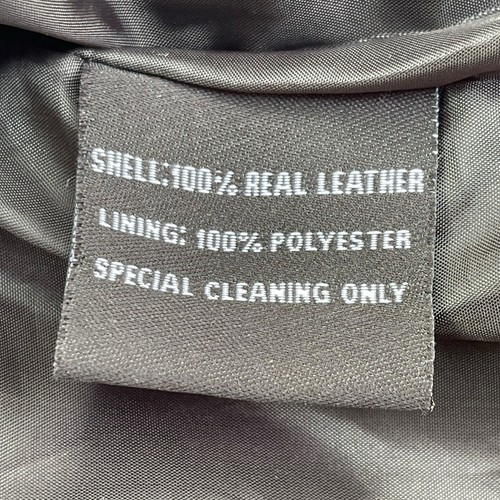 SHELL:100% REAL LEATHER
LINING: 100% POLYESTER
SPECIAL CLEANING ONLY